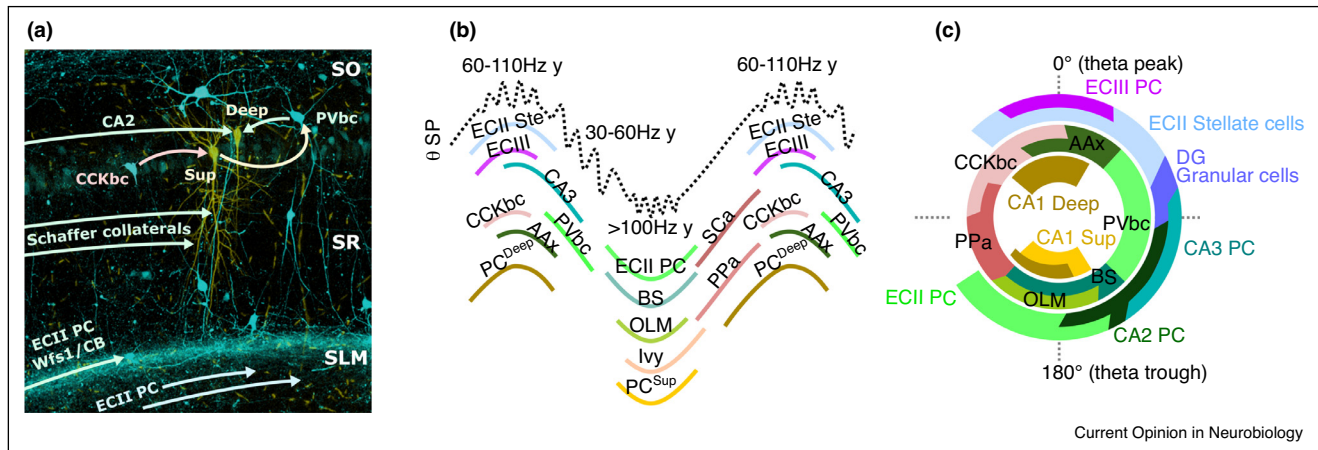 (a)
SO
Deep
CA2
PVbc
CCKbc
Sup
Schaffer collaterals
SR
ECII PC
Wfs1/CB
SLM
ECII PC
(b)
60-110Hz y
60-110Hz y
θ SP
ECII Ste
30-60Hz y
ECII Ste
ECIII
ECIII
CA3
CA3
CCKbc
AAx
PVbc
>100Hz y
SCa
CCKbc
AAx
PVbc
PC^Deep
ECII PC
PPa
PC^Deep
BS
OLM
Ivy
PC^Sup
(c)
0° (theta peak)
ECIII PC
ECII Stellate cells
AAx
CCKbc
DG
Granular cells
CA1 Deep
PVbc
PPa
CA1 Sup
CA3 PC
BS
ECII PC
OLM
CA2 PC
180° (theta trough)
Current Opinion in Neurobiology